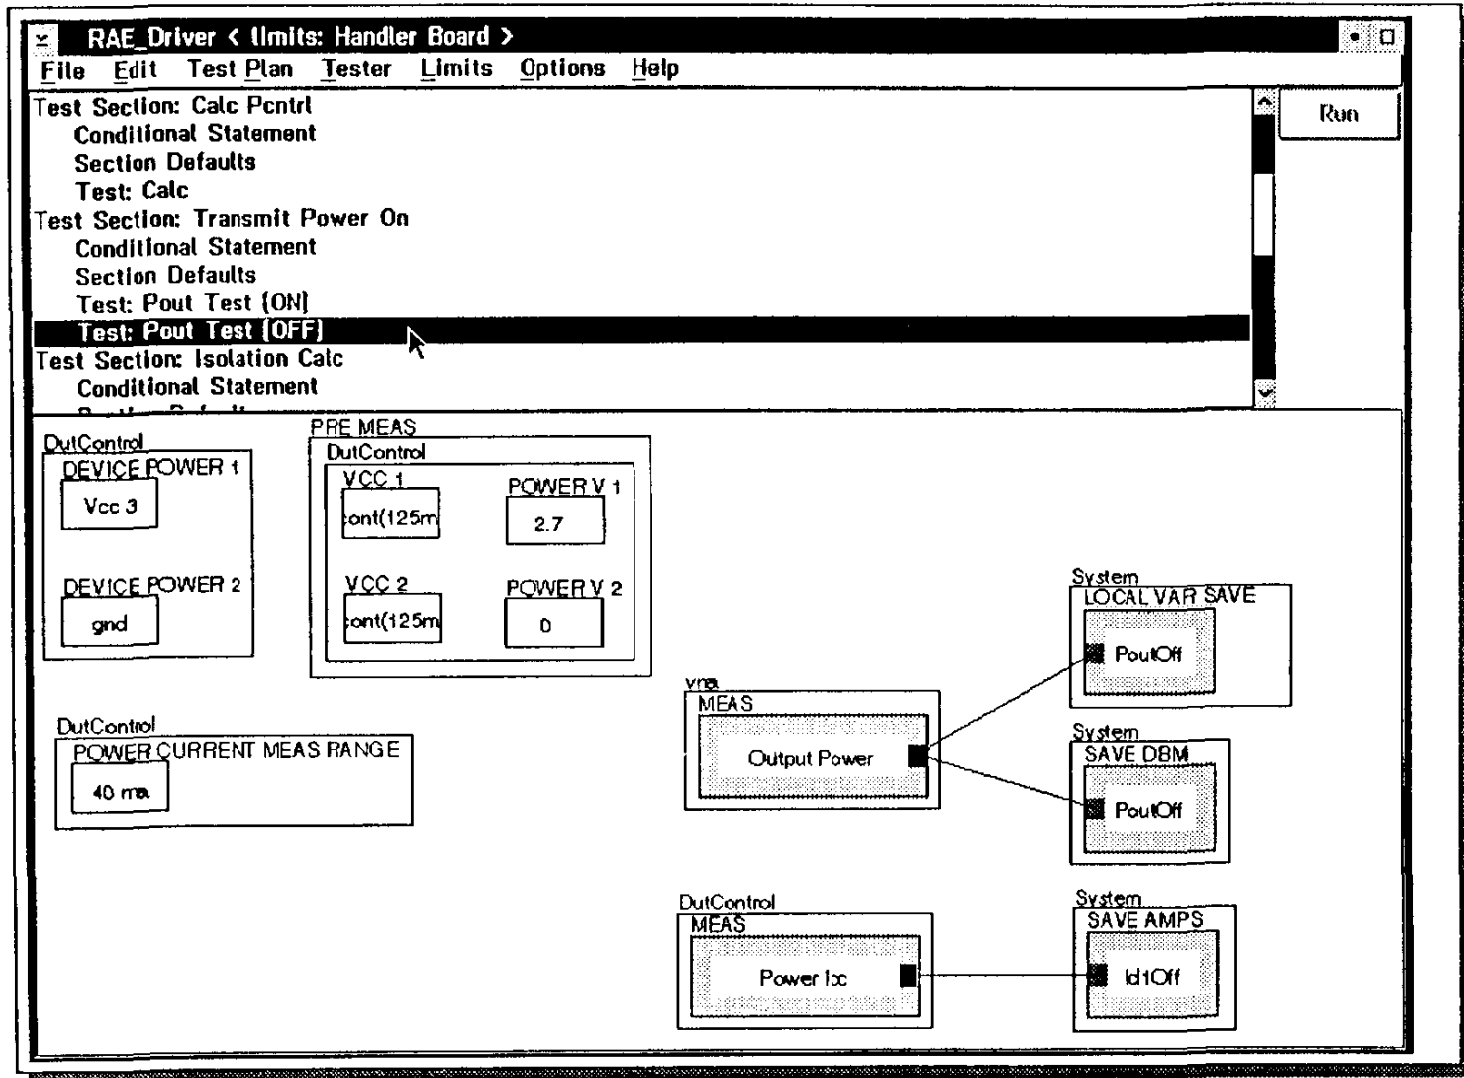 RAE_Driver < limits: Handler Board >
File Edit Test Plan Tester Limits Options Help
Test Section: Calc Pcntrl
Conditional Statement
Section Defaults
Test: Calc
Test Section: Transmit Power On
Conditional Statement
Section Defaults
Test: Pout Test (ON)
Test: Pout Test (OFF)
Test Section: Isolation Calc
Conditional Statement
Run
DutControl
DEVICE POWER 1
Vcc 3
DEVICE POWER 2
gnd
PRE MEAS
DutControl
VCC 1
cont(125m
POWER V 1
2.7
VCC 2
cont(125m
POWER V 2
0
DutControl
POWER CURRENT MEAS RANGE
40 ma
vna
MEAS
Output Power
System
LOCAL VAR SAVE
PoutOff
System
SAVE DBM
PoutOff
DutControl
MEAS
Power
System
SAVE AMPS
Id1Off